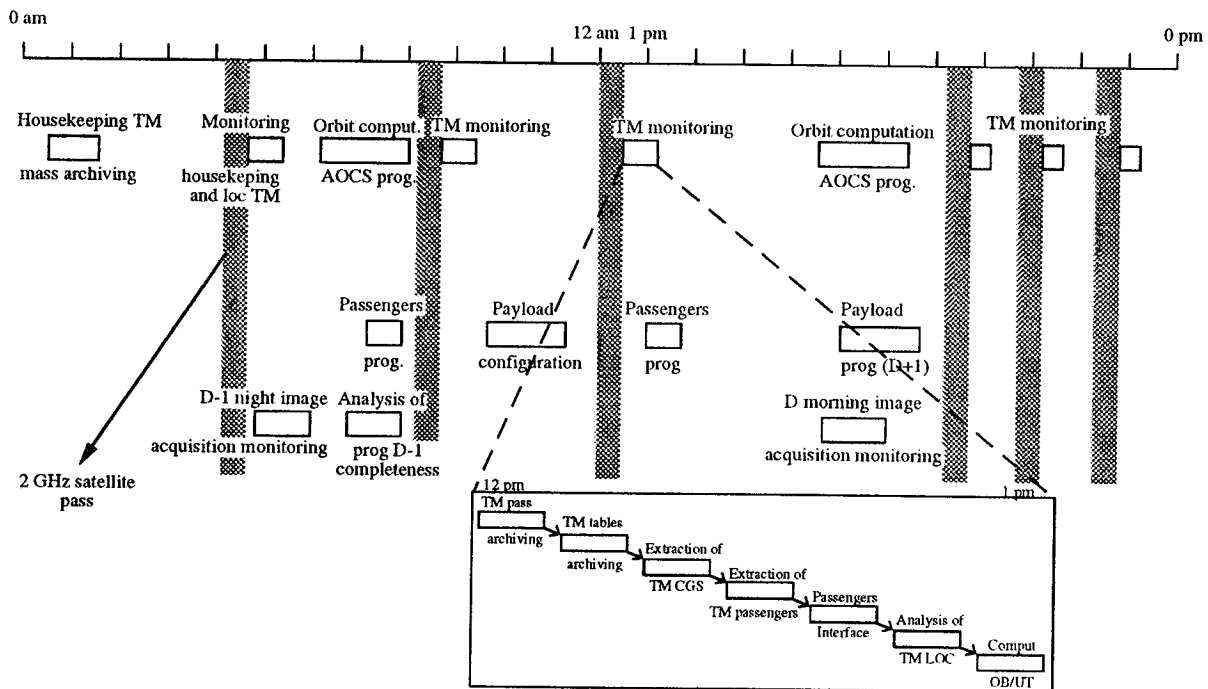 0 am
12 am 1 pm
0 pm
Housekeeping TM
mass archiving
Monitoring
housekeping
and loc TM
Orbit comput.
AOCS prog.
TM monitoring
TM monitoring
Orbit computation
AOCS prog.
TM monitoring
Passengers
prog.
Payload
configuration
Passengers
prog
Payload
prog (D+1)
D-1 night image
acquisition monitoring
Analysis of
prog D-1
completeness
D morning image
acquisition monitoring
2 GHz satellite
pass
12 pm
1 pm
TM pass
archiving
TM tables
archiving
Extraction of
TM CGS
Extraction of
TM passengers
Passengers
Interface
Analysis of
TM LOC
Comput
OB/UT